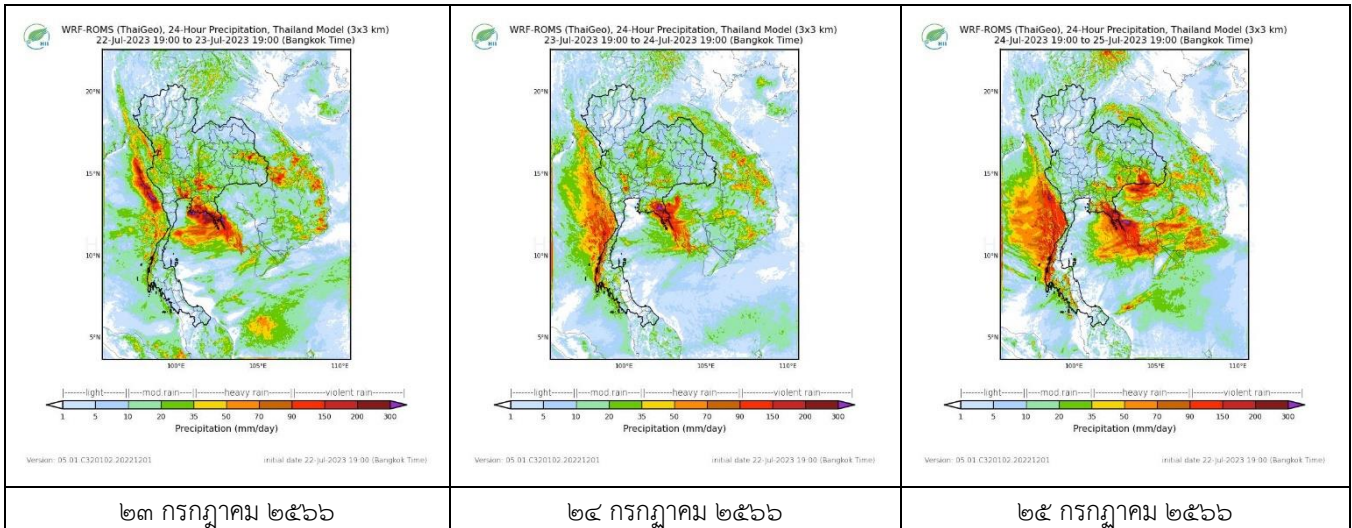 WRF-ROMS (ThaiGeo), 24-Hour Precipitation, Thailand Model (3x3 km)
22-Jul-2023 19:00 to 23-Jul-2023 19:00 (Bangkok Time)
HII
20°N
15°N
10°N
5°N
100°E 105°E 110°E
|-------light-------||----mod rain----||--------heavy rain--------||-------violent rain-------|
1 5 10 20 35 50 70 90 150 200 300
Precipitation (mm/day)
Version: 05.01.C320102.20221201 initial date 22-Jul-2023 19:00 (Bangkok Time)
๒๓ กรกฎาคม ๒๕๖๖
WRF-ROMS (ThaiGeo), 24-Hour Precipitation, Thailand Model (3x3 km)
23-Jul-2023 19:00 to 24-Jul-2023 19:00 (Bangkok Time)
HII
20°N
15°N
10°N
5°N
100°E 105°E 110°E
|-------light-------||----mod rain----||--------heavy rain--------||-------violent rain-------|
1 5 10 20 35 50 70 90 150 200 300
Precipitation (mm/day)
Version: 05.01.C320102.20221201 initial date 22-Jul-2023 19:00 (Bangkok Time)
๒๔ กรกฎาคม ๒๕๖๖
WRF-ROMS (ThaiGeo), 24-Hour Precipitation, Thailand Model (3x3 km)
24-Jul-2023 19:00 to 25-Jul-2023 19:00 (Bangkok Time)
HII
20°N
15°N
10°N
5°N
100°E 105°E 110°E
|-------light-------||----mod rain----||--------heavy rain--------||-------violent rain-------|
1 5 10 20 35 50 70 90 150 200 300
Precipitation (mm/day)
Version: 05.01.C320102.20221201 initial date 22-Jul-2023 19:00 (Bangkok Time)
๒๕ กรกฎาคม ๒๕๖๖